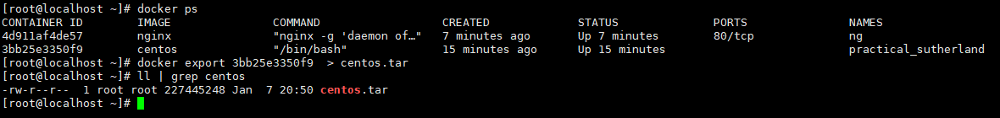 [root@localhost ~]# docker ps
CONTAINER ID        IMAGE               COMMAND                  CREATED             STATUS              PORTS               NAMES
4d911af4de57        nginx               "nginx -g 'daemon of…"   7 minutes ago       Up 7 minutes        80/tcp              ng
3bb25e3350f9        centos              "/bin/bash"              15 minutes ago      Up 15 minutes                           practical_sutherland
[root@localhost ~]# docker export 3bb25e3350f9  > centos.tar
[root@localhost ~]# ll | grep centos
-rw-r--r--  1 root root 227445248 Jan  7 20:50 centos.tar
[root@localhost ~]#